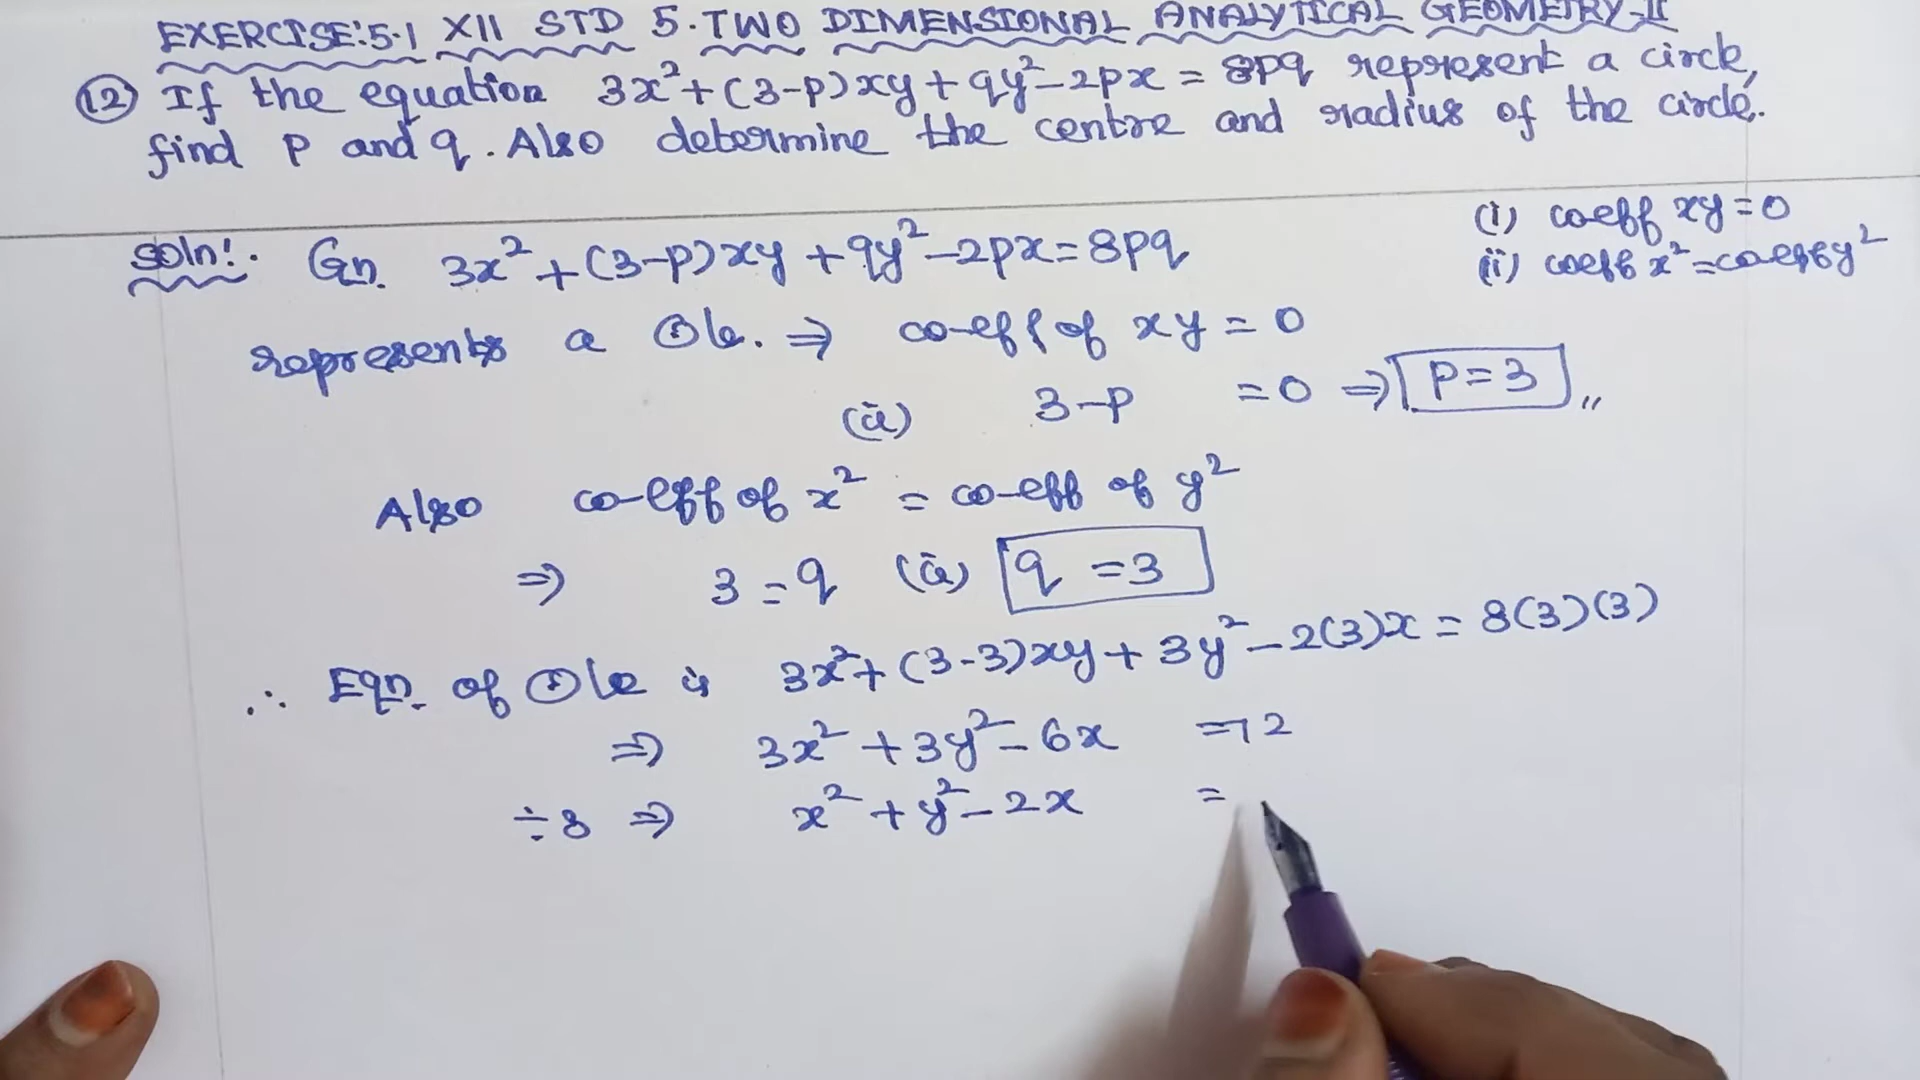 EXERCISE:5.1 XII STD 5.TWO DIMENSIONAL ANALYTICAL GEOMETRY-II
(12) If the equation 3x²+(3-p)xy+qy²-2px=8pq represent a circle,
find p and q. Also determine the centre and radius of the circle.
(i) coeff xy=0
(ii) coeff x²=coeff y²
Soln:. Gn. 3x²+(3-p)xy+qy²-2px=8pq
represents a ⊙le. ⇒ co-eff of xy=0
(ie) 3-p =0 ⇒ p=3 ,,
Also co-eff of x² = co-eff of y²
⇒ 3=q (ie) q=3
∴ Eqn. of ⊙le is 3x²+(3-3)xy+3y²-2(3)x=8(3)(3)
⇒ 3x²+3y²-6x =72
÷3 ⇒ x²+y²-2x =